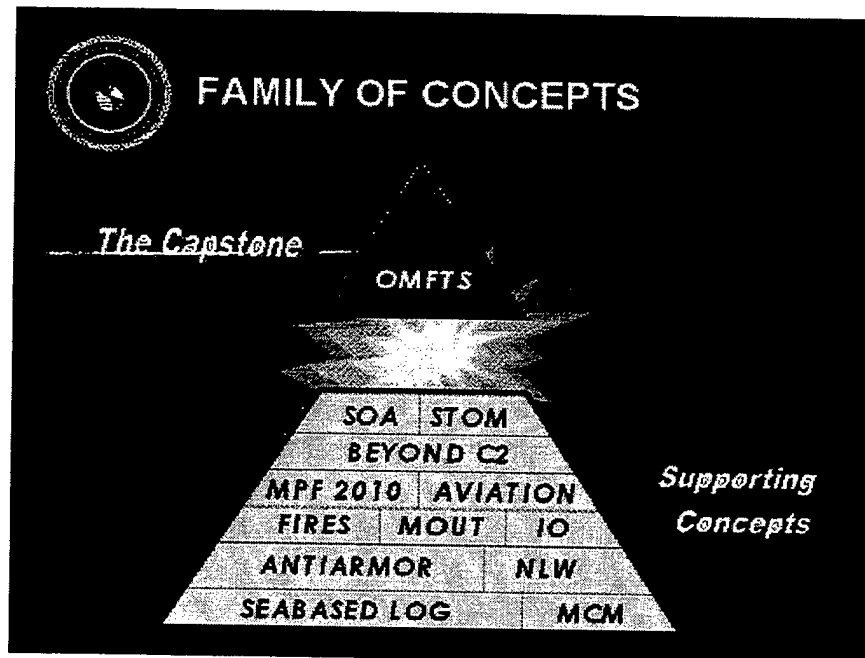 FAMILY OF CONCEPTS
The Capstone
OMFTS
SOA STOM
BEYOND C2
MPF 2010 AVIATION
FIRES MOUT IO
ANTIARMOR NLW
SEABASED LOG MCM
Supporting
Concepts